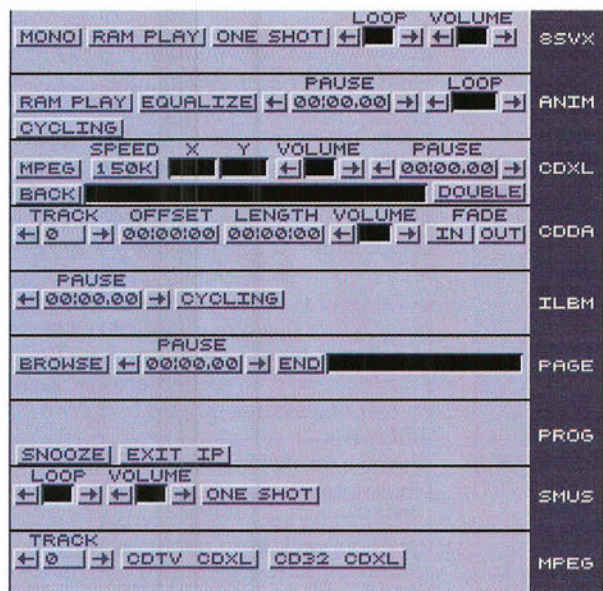 LOOP VOLUME
MONO RAM PLAY ONE SHOT ← → ← → 8SVX
PAUSE LOOP
RAM PLAY EQUALIZE ← 00:00.00 → ← → ANIM
CYCLING
SPEED X Y VOLUME PAUSE
MPEG 150K ← → ← 00:00.00 → CDXL
BACK DOUBLE
TRACK OFFSET LENGTH VOLUME FADE
← 0 → 00:00:00 00:00:00 ← → IN OUT CDDA
PAUSE
← 00:00.00 → CYCLING ILBM
PAUSE
BROWSE ← 00:00.00 → END PAGE
PROG
SNOOZE EXIT IP
LOOP VOLUME
← → ← → ONE SHOT SMUS
TRACK
← 0 → CDTV CDXL CD32 CDXL MPEG